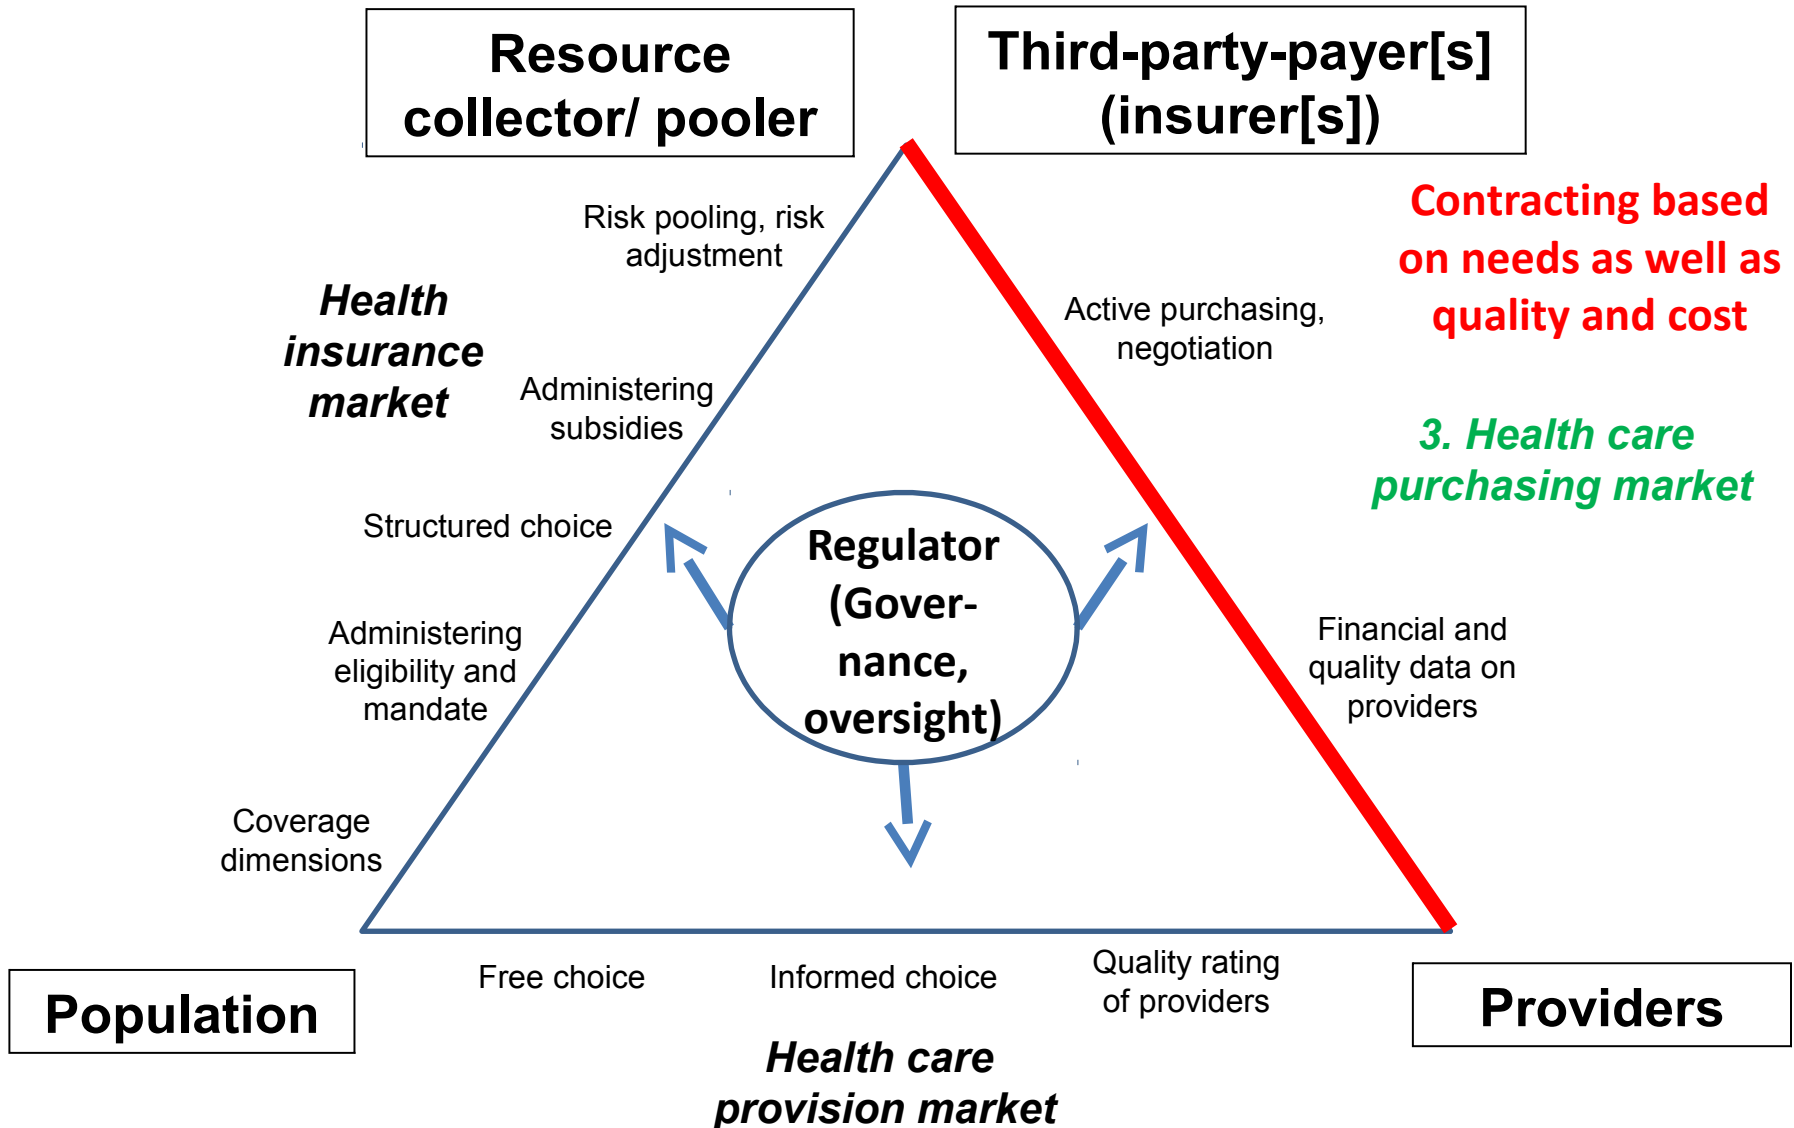 Resource
collector/ pooler
Third-party-payer[s]
(insurer[s])
Risk pooling, risk
adjustment
Contracting based
on needs as well as
quality and cost
Health
insurance
market
Active purchasing,
negotiation
Administering
subsidies
3. Health care
purchasing market
Structured choice
Regulator
(Gover-
nance,
oversight)
Administering
eligibility and
mandate
Financial and
quality data on
providers
Coverage
dimensions
Free choice
Informed choice
Quality rating
of providers
Population
Providers
Health care
provision market